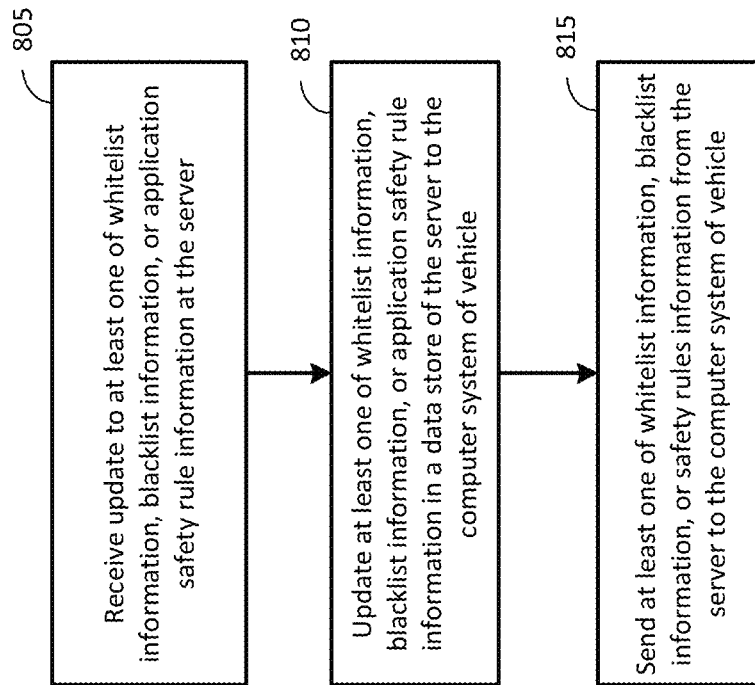 805
Receive update to at least one of whitelist
information, blacklist information, or application
safety rule information at the server
810
Update at least one of whitelist information,
blacklist information, or application safety rule
information in a data store of the server to the
computer system of vehicle
815
Send at least one of whitelist information, blacklist
information, or safety rules information from the
server to the computer system of vehicle